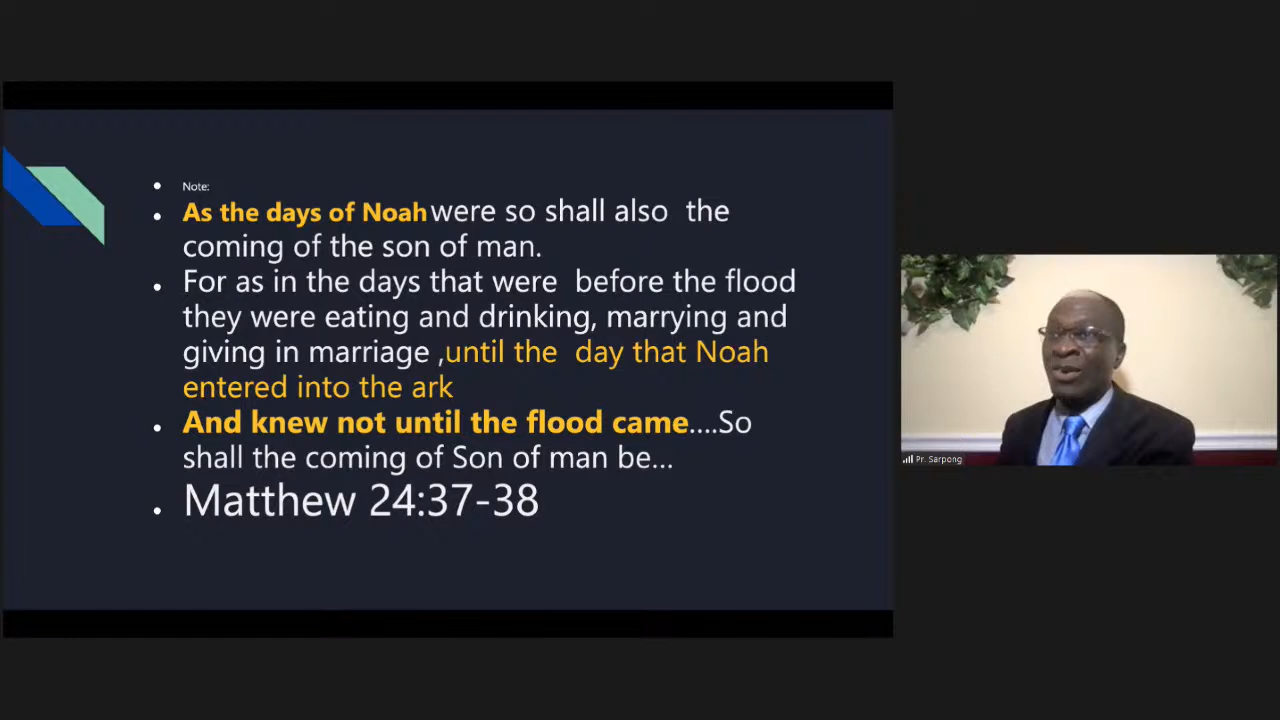 Note:
As the days of Noah were so shall also the
coming of the son of man.
For as in the days that were before the flood
they were eating and drinking, marrying and
giving in marriage ,until the day that Noah
entered into the ark
And knew not until the flood came....So
shall the coming of Son of man be...
Matthew 24:37-38
Pr. Sarpong